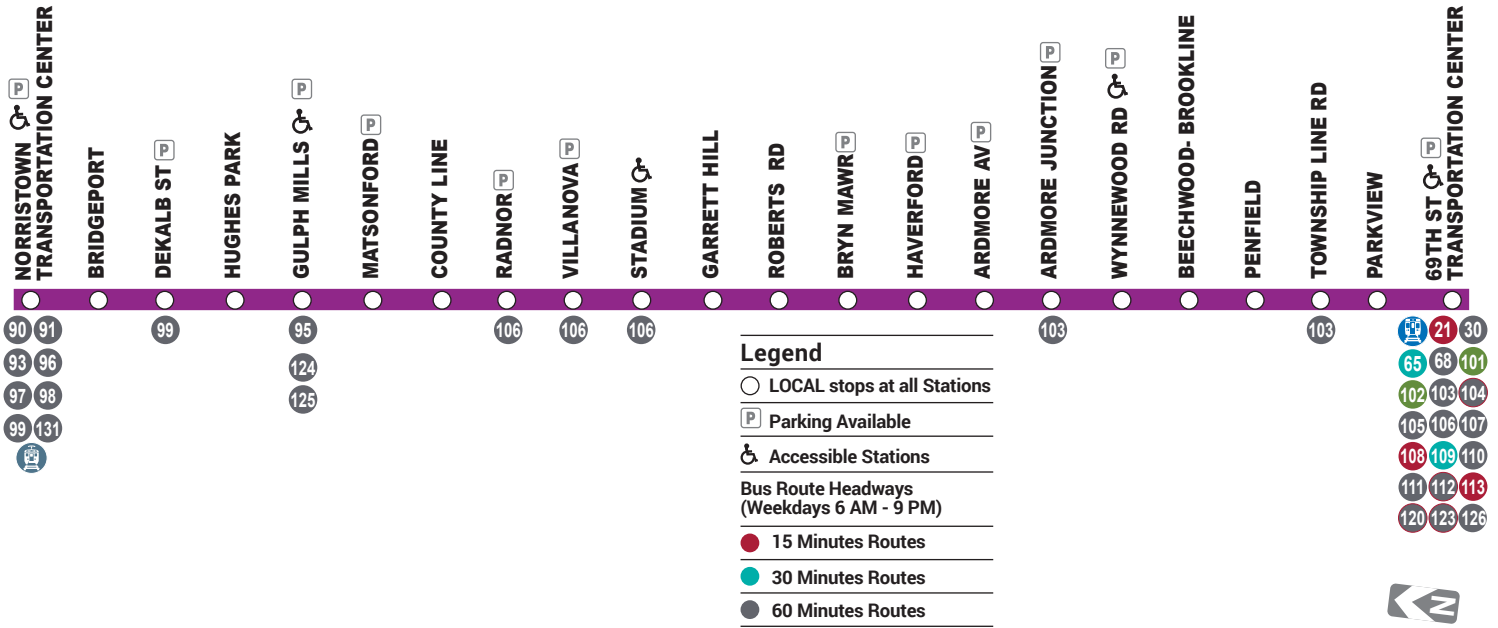 NORRISTOWN P
TRANSPORTATION CENTER
BRIDGEPORT
DEKALB ST P
HUGHES PARK
GULPH MILLS P
MATSONFORD P
COUNTY LINE
RADNOR P
VILLANOVA P
STADIUM
GARRETT HILL
ROBERTS RD
BRYN MAWR P
HAVERFORD P
ARDMORE AV P
ARDMORE JUNCTION P
WYNNEWOOD RD P
BEECHWOOD- BROOKLINE
PENFIELD
TOWNSHIP LINE RD
PARKVIEW
69TH ST P
TRANSPORTATION CENTER
90 91
93 96
97 98
99 131
99
95
124
125
106
106
106
103
103
21 30
65 68 101
102 103 104
105 106 107
108 109 110
111 112 113
120 123 126
Legend
LOCAL stops at all Stations
P Parking Available
Accessible Stations
Bus Route Headways
(Weekdays 6 AM - 9 PM)
15 Minutes Routes
30 Minutes Routes
60 Minutes Routes
N